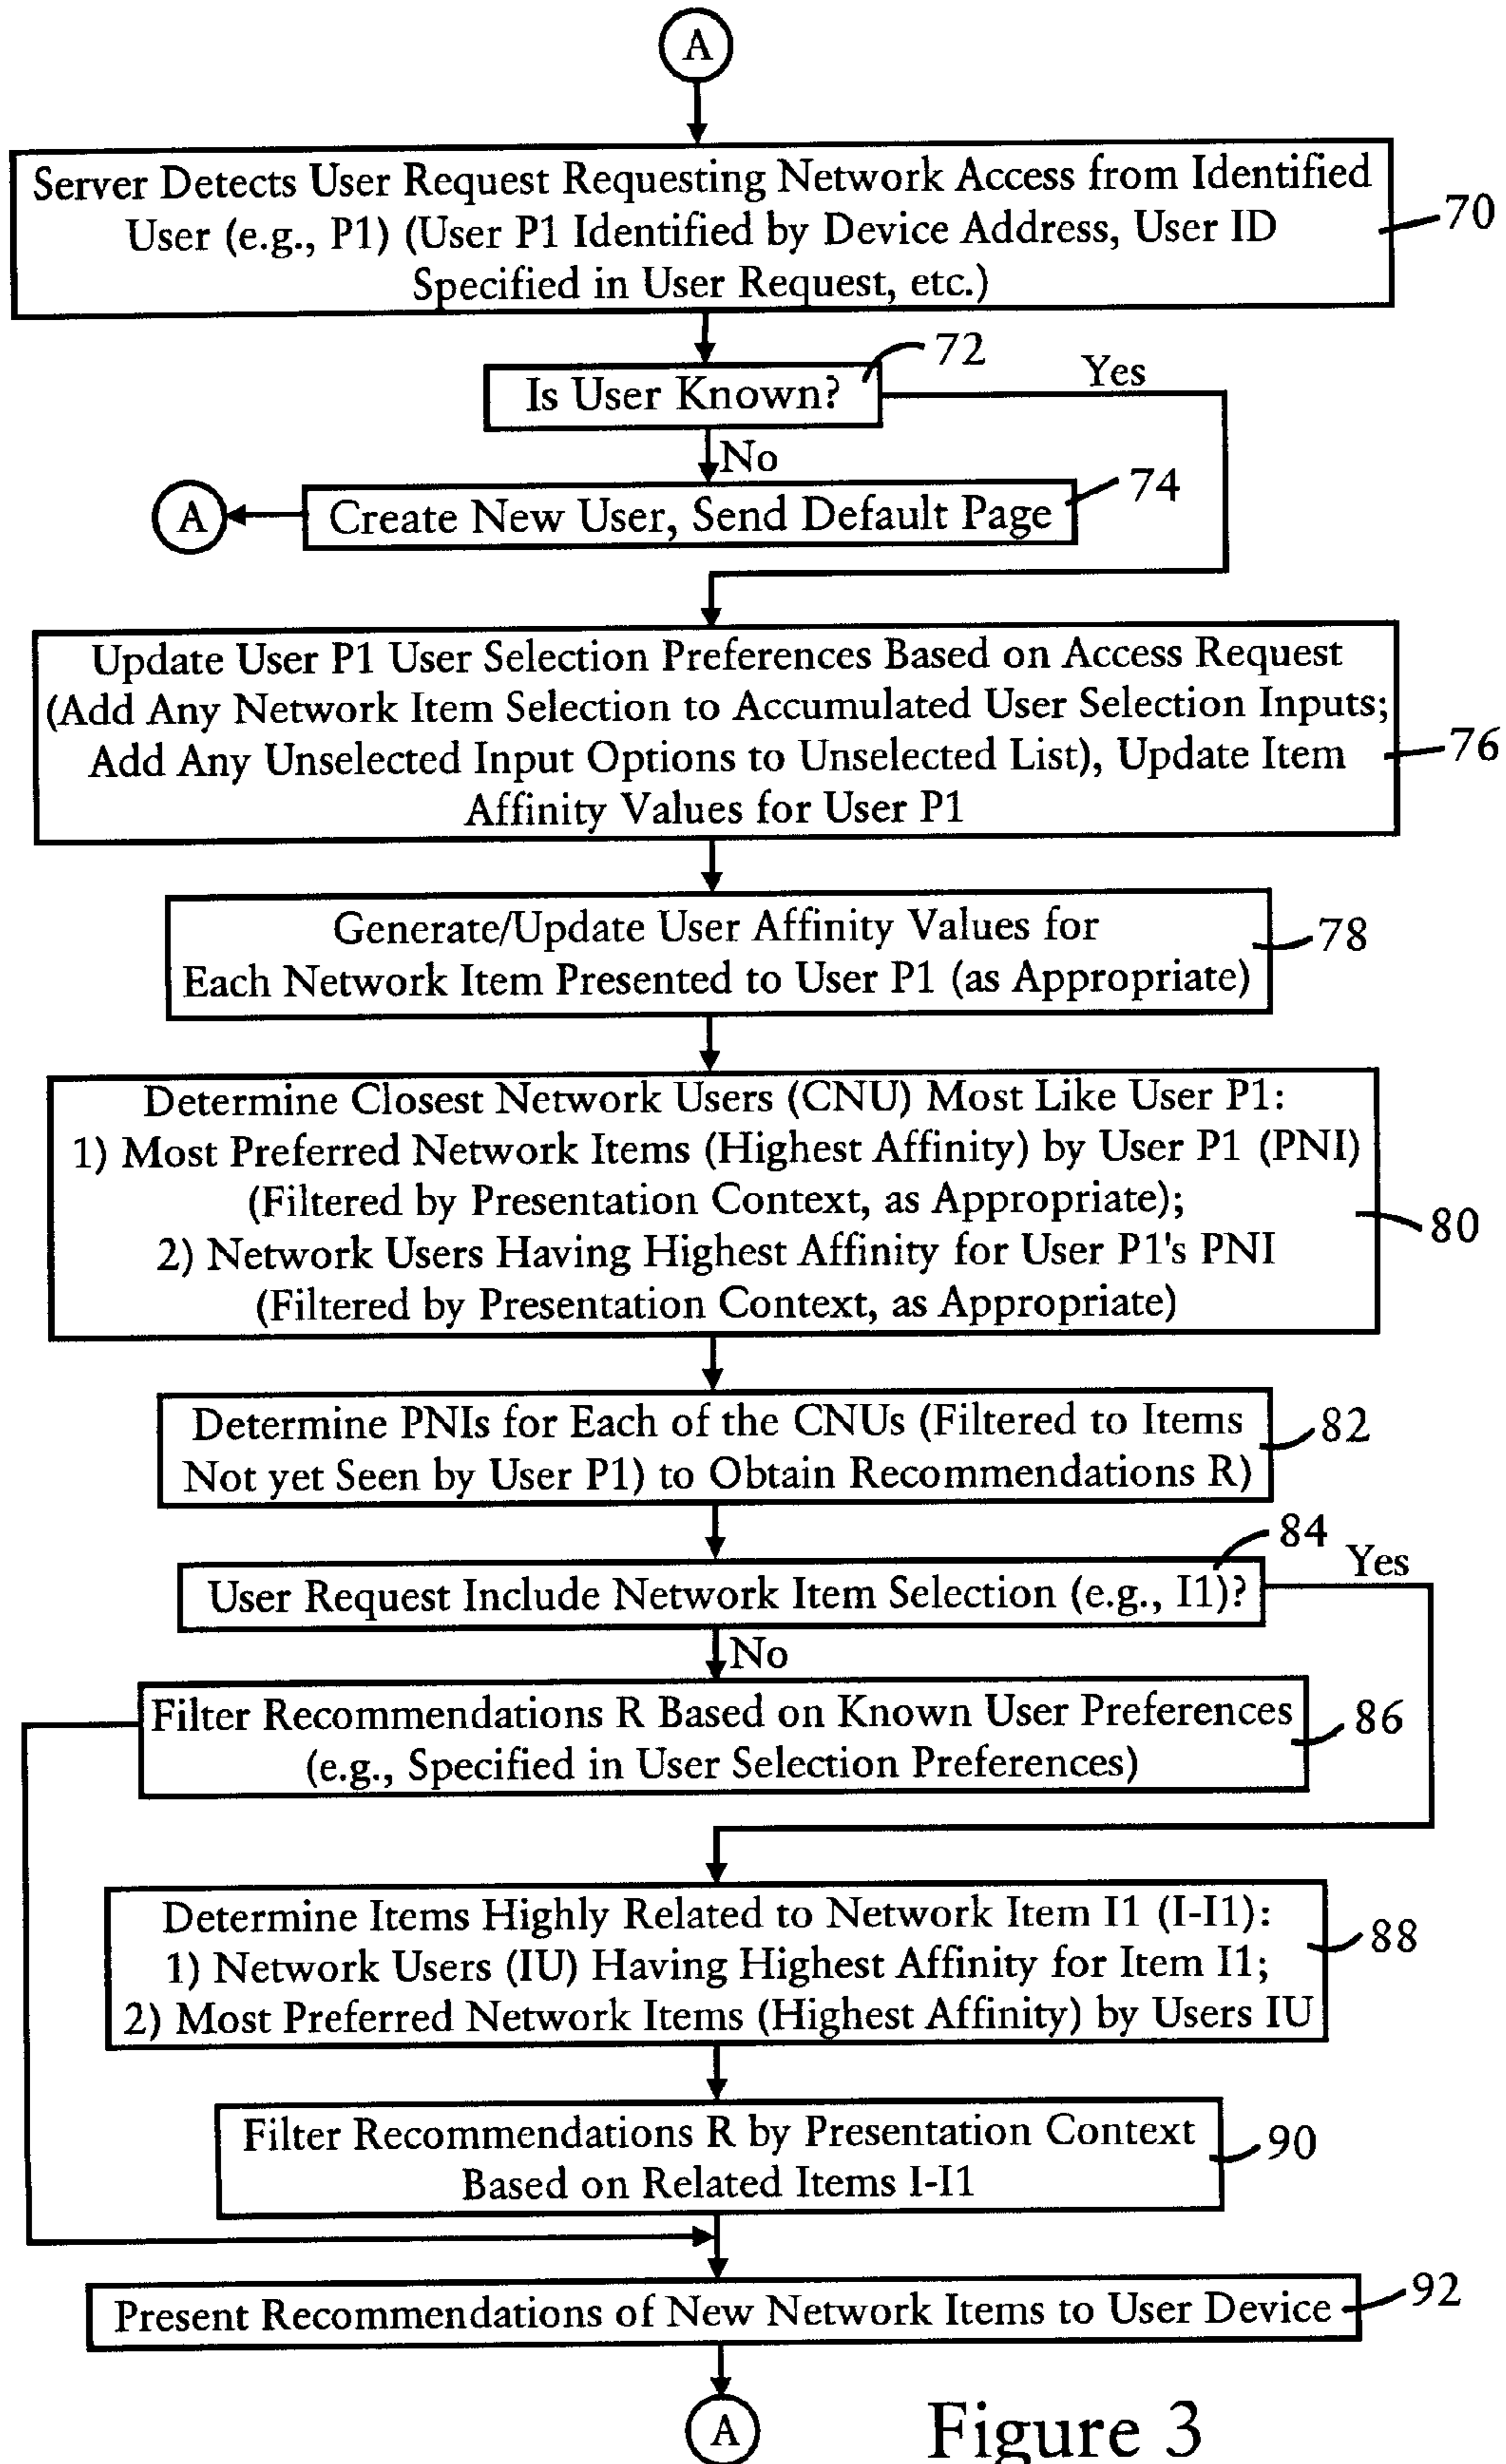 A
Server Detects User Request Requesting Network Access from Identified
User (e.g., P1) (User P1 Identified by Device Address, User ID
Specified in User Request, etc.)
70
72
Is User Known?
Yes
No
74
A
Create New User, Send Default Page
Update User P1 User Selection Preferences Based on Access Request
(Add Any Network Item Selection to Accumulated User Selection Inputs;
Add Any Unselected Input Options to Unselected List), Update Item
Affinity Values for User P1
76
Generate/Update User Affinity Values for
Each Network Item Presented to User P1 (as Appropriate)
78
Determine Closest Network Users (CNU) Most Like User P1:
1) Most Preferred Network Items (Highest Affinity) by User P1 (PNI)
(Filtered by Presentation Context, as Appropriate);
2) Network Users Having Highest Affinity for User P1's PNI
(Filtered by Presentation Context, as Appropriate)
80
Determine PNIs for Each of the CNUs (Filtered to Items
Not yet Seen by User P1) to Obtain Recommendations R)
82
84
User Request Include Network Item Selection (e.g., I1)?
Yes
No
Filter Recommendations R Based on Known User Preferences
(e.g., Specified in User Selection Preferences)
86
Determine Items Highly Related to Network Item I1 (I-I1):
1) Network Users (IU) Having Highest Affinity for Item I1;
2) Most Preferred Network Items (Highest Affinity) by Users IU
88
Filter Recommendations R by Presentation Context
Based on Related Items I-I1
90
Present Recommendations of New Network Items to User Device
92
A
Figure 3